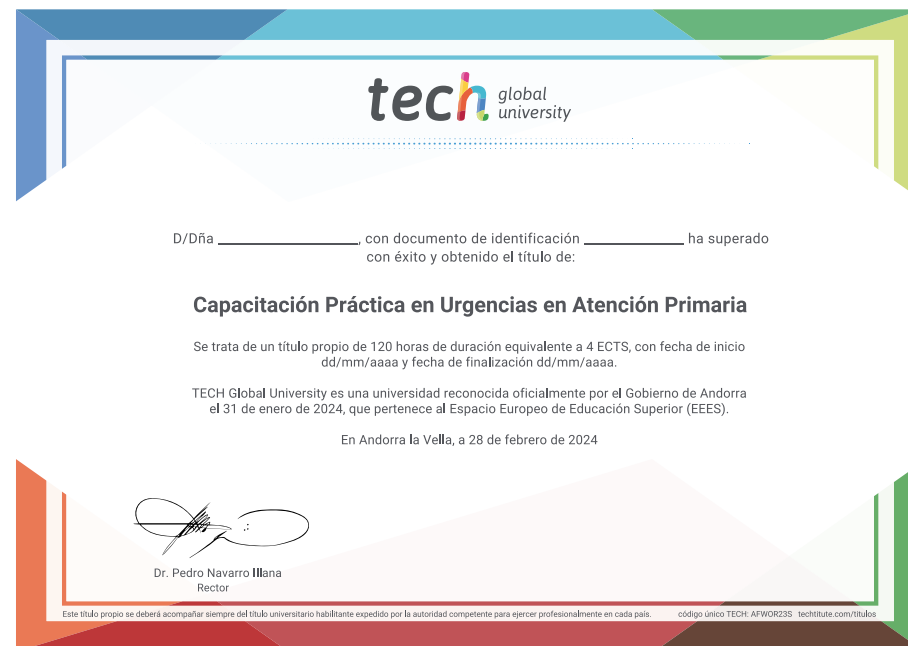 tech global university
D/Dña ____________________, con documento de identificación ______________ ha superado
con éxito y obtenido el título de:
Capacitación Práctica en Urgencias en Atención Primaria
Se trata de un título propio de 120 horas de duración equivalente a 4 ECTS, con fecha de inicio
dd/mm/aaaa y fecha de finalización dd/mm/aaaa.
TECH Global University es una universidad reconocida oficialmente por el Gobierno de Andorra
el 31 de enero de 2024, que pertenece al Espacio Europeo de Educación Superior (EEES).
En Andorra la Vella, a 28 de febrero de 2024
Dr. Pedro Navarro Illana
Rector
Este título propio se deberá acompañar siempre del título universitario habilitante expedido por la autoridad competente para ejercer profesionalmente en cada país. código único TECH: AFWOR23S techtitute.com/titulos